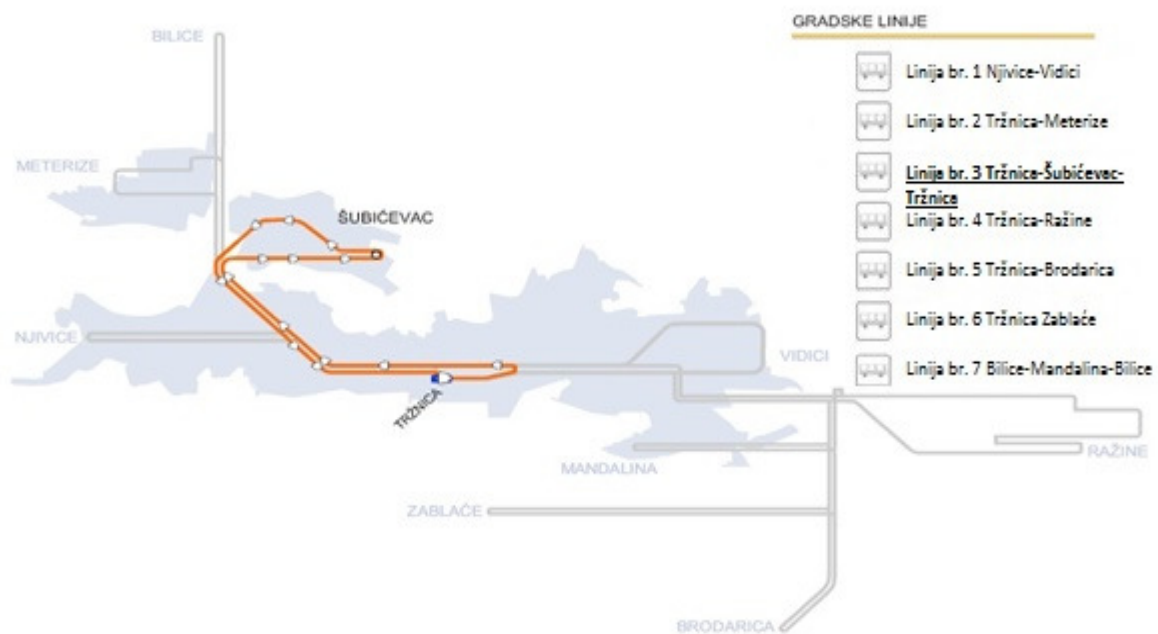 GRADSKE LINIJE
Linija br. 1 Njivice-Vidici
Linija br. 2 Tržnica-Meterize
Linija br. 3 Tržnica-Šubićevac-
Tržnica
Linija br. 4 Tržnica-Ražine
Linija br. 5 Tržnica-Brodarica
Linija br. 6 Tržnica Zablaće
Linija br. 7 Bilice-Mandalina-Bilice
BILICE
METERIZE
ŠUBIĆEVAC
NJIVICE
VIDICI
TRŽNICA
MANDALINA
RAŽINE
ZABLAĆE
BRODARICA